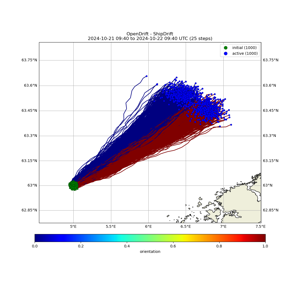 OpenDrift - ShipDrift
2024-10-21 09:40 to 2024-10-22 09:40 UTC (25 steps)
initial (1000)
active (1000)
63.75°N
63.75°N
63.6°N
63.6°N
63.45°N
63.45°N
63.3°N
63.3°N
63.15°N
63.15°N
63°N
63°N
62.85°N
62.85°N
5°E
5.5°E
6°E
6.5°E
7°E
7.5°E
0.0
0.2
0.4
0.6
0.8
1.0
orientation